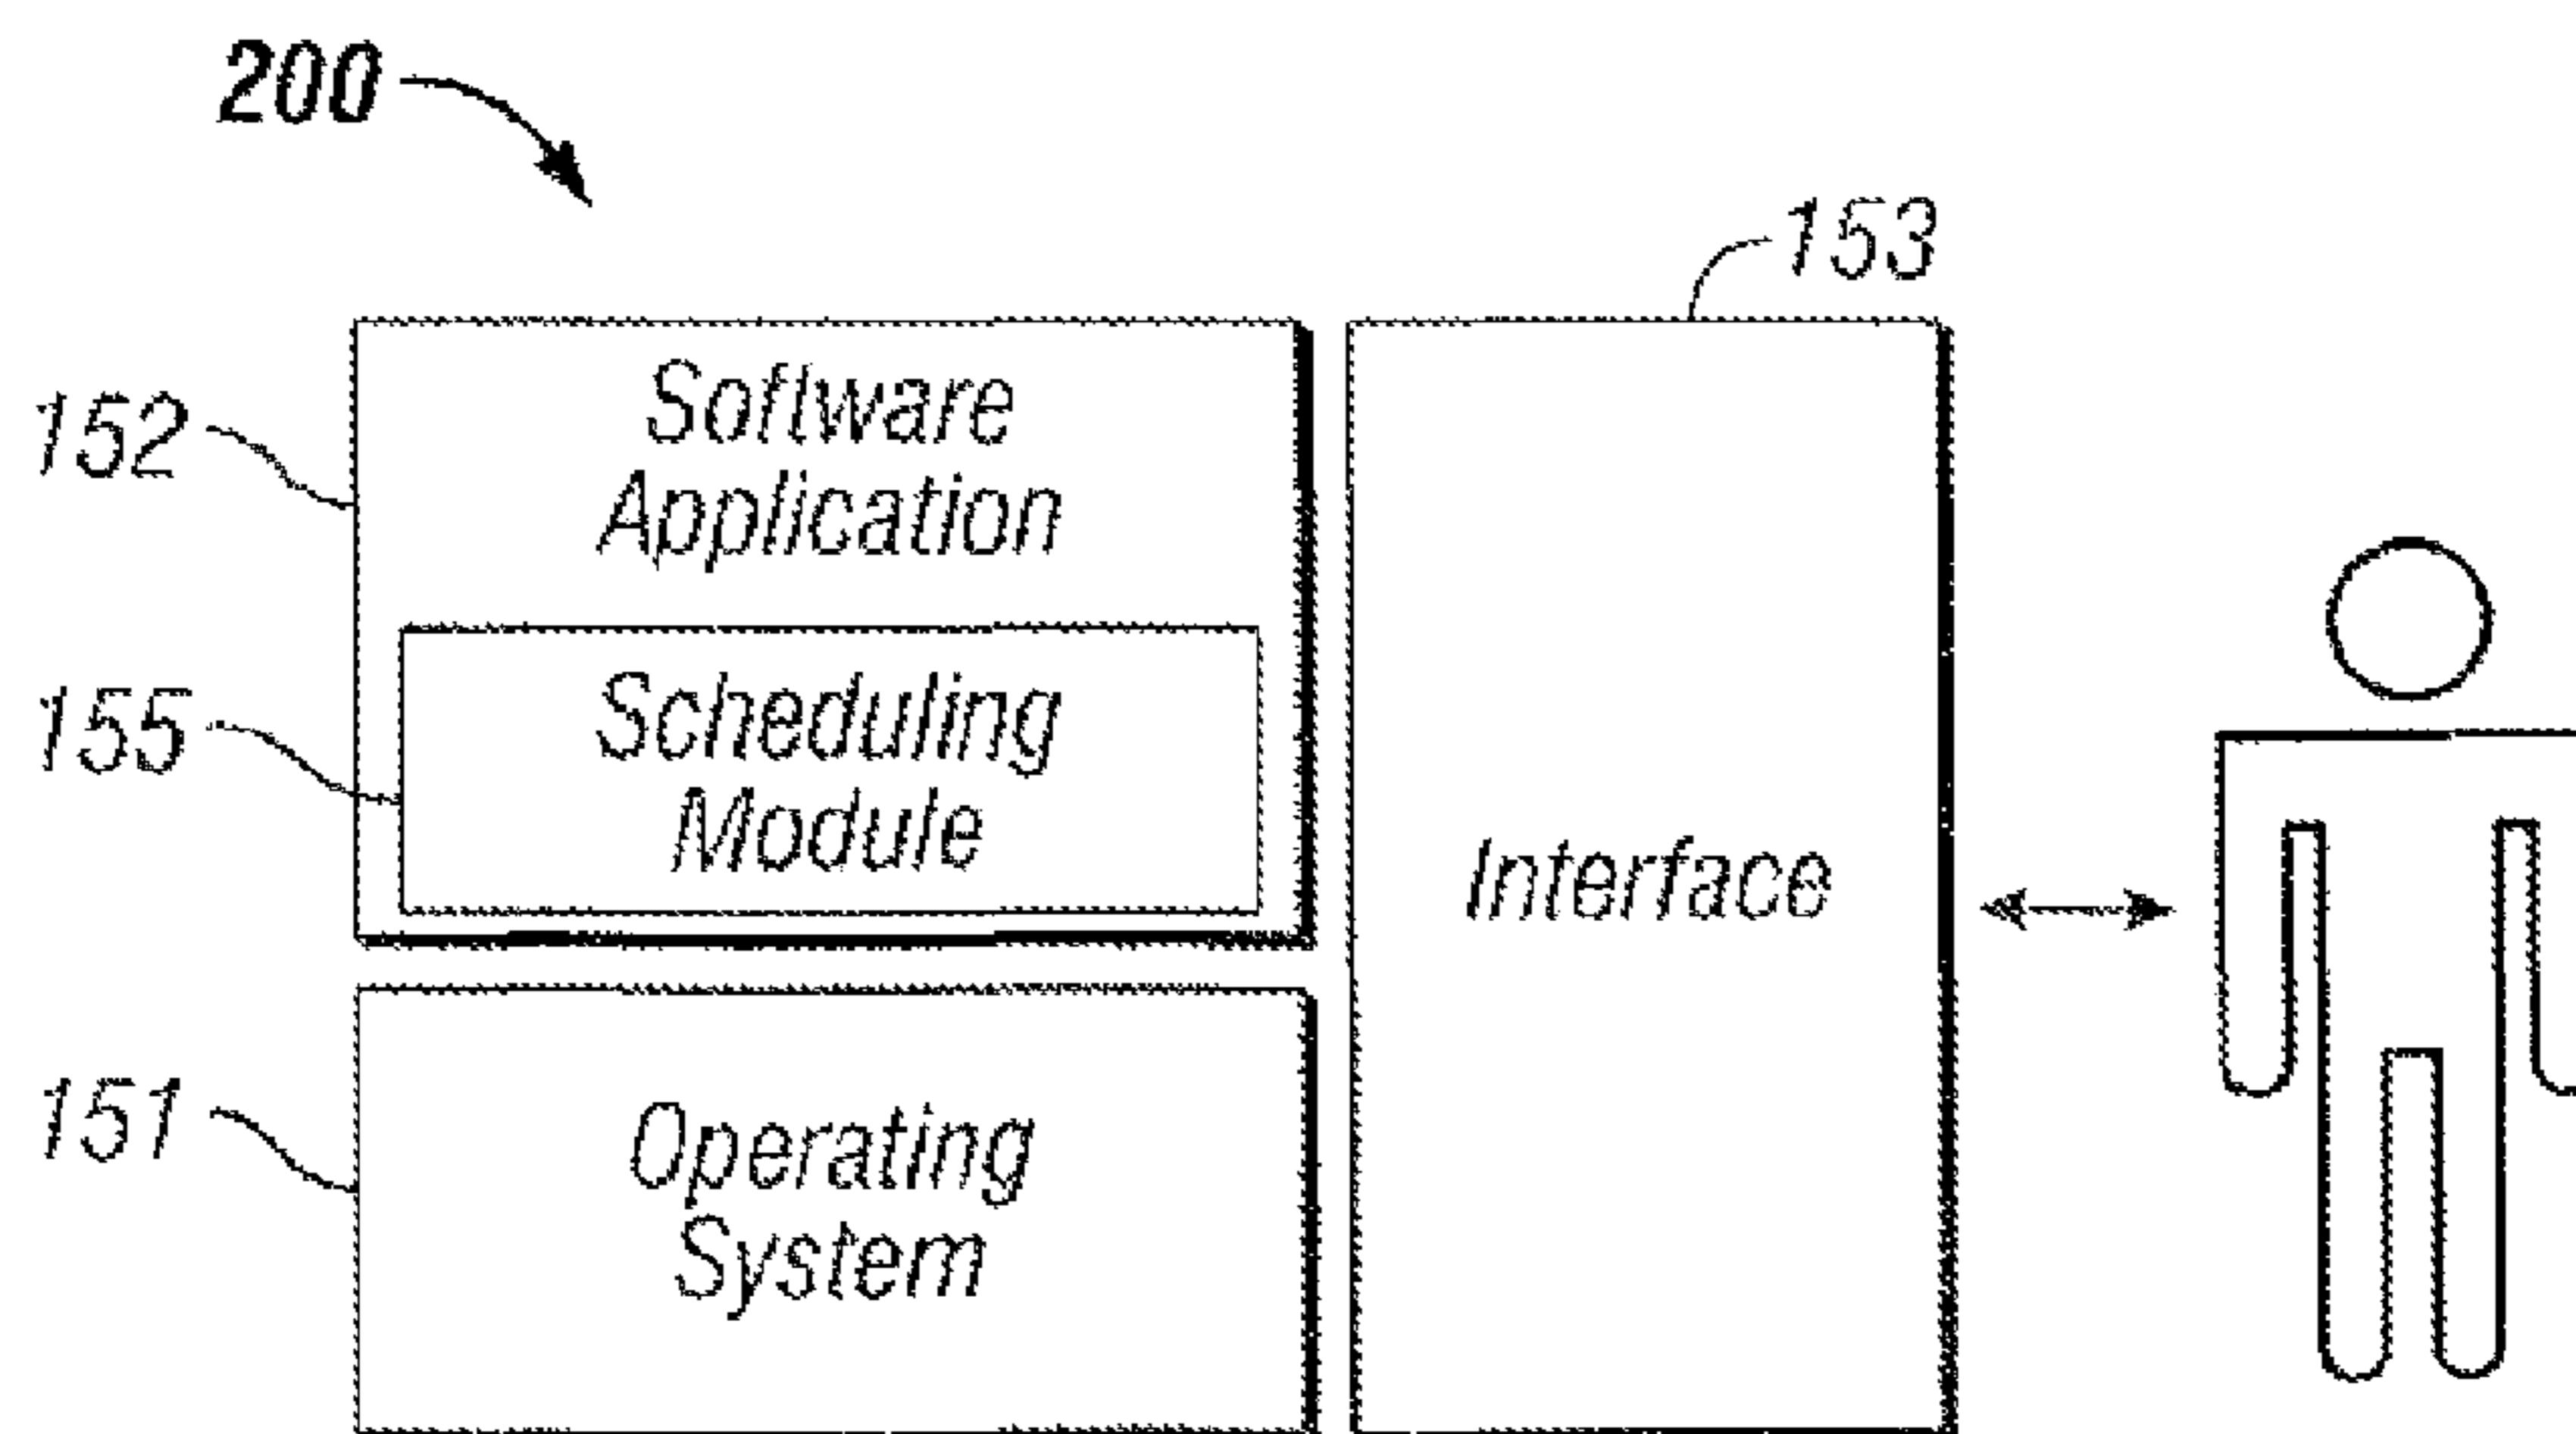 200
153
152
Software
Application
155
Scheduling
Module
Interface
151
Operating
System